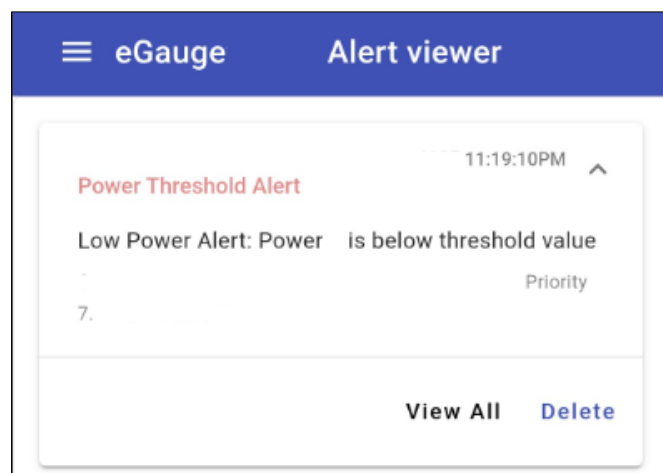 eGauge Alert viewer
11:19:10PM
Power Threshold Alert
Low Power Alert: Power is below threshold value
Priority
7.
View All Delete